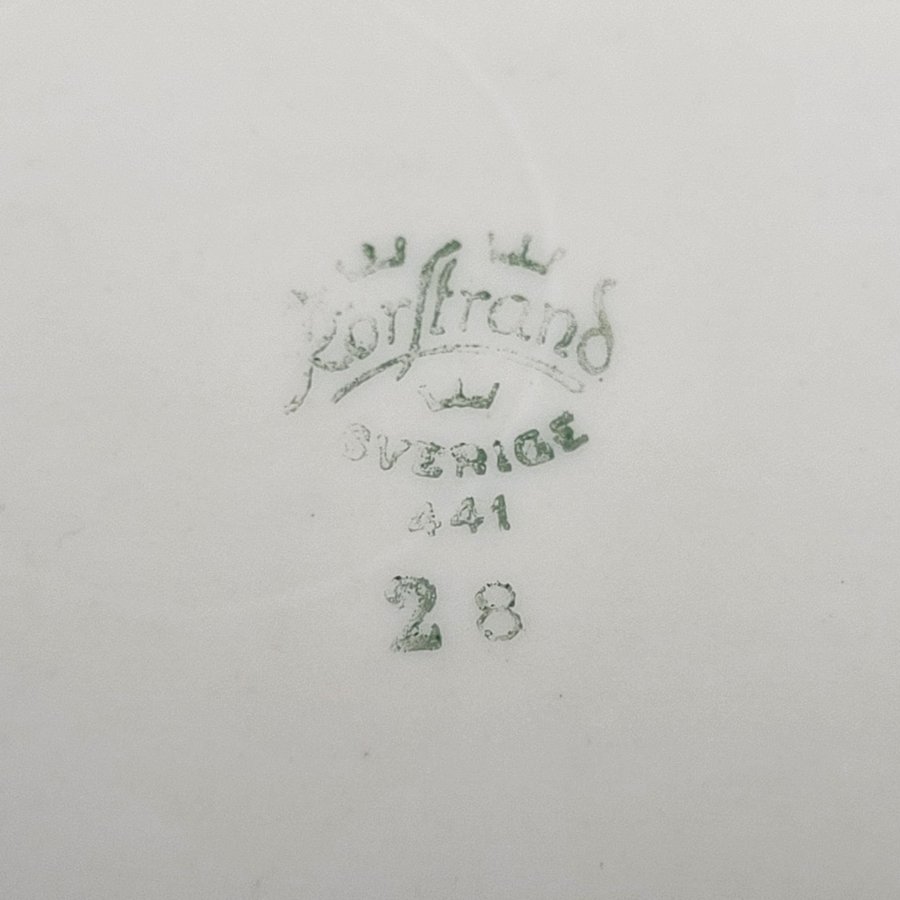 Rörstrand
SVERIGE
441
28